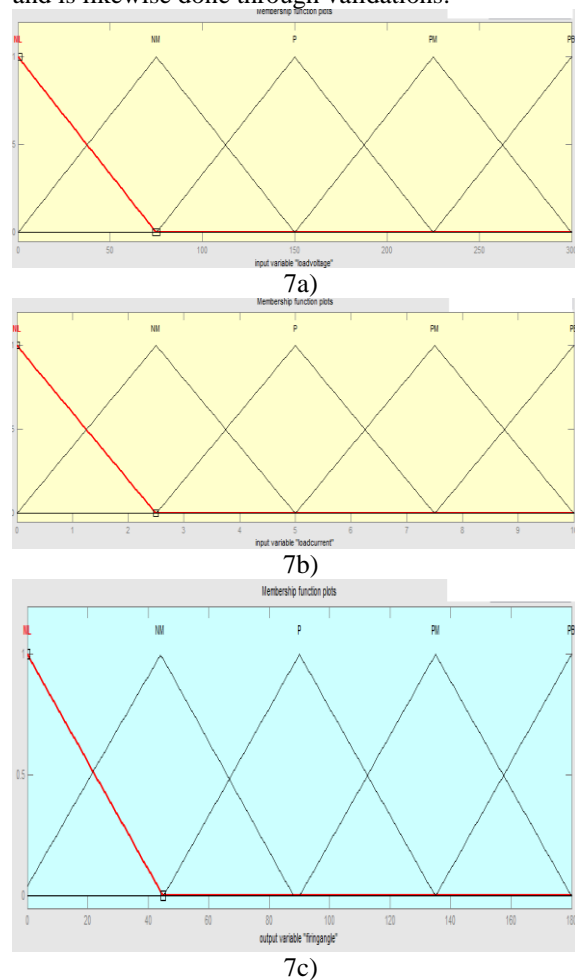 and is likewise done through validations.
Membership function plots
NL NM P PM PB
1
0
0 50 100 150 200 250 300
input variable "loadvoltage"
7a)
Membership function plots
NL NM P PM
0 1 2 3 4 5 6 7 8 9 10
input variable "loadcurrent"
7b)
Membership function plots
NL NM P PM PB
1
0.5
0
0 20 40 60 80 100 120 140 160 180
output variable "firingangle"
7c)